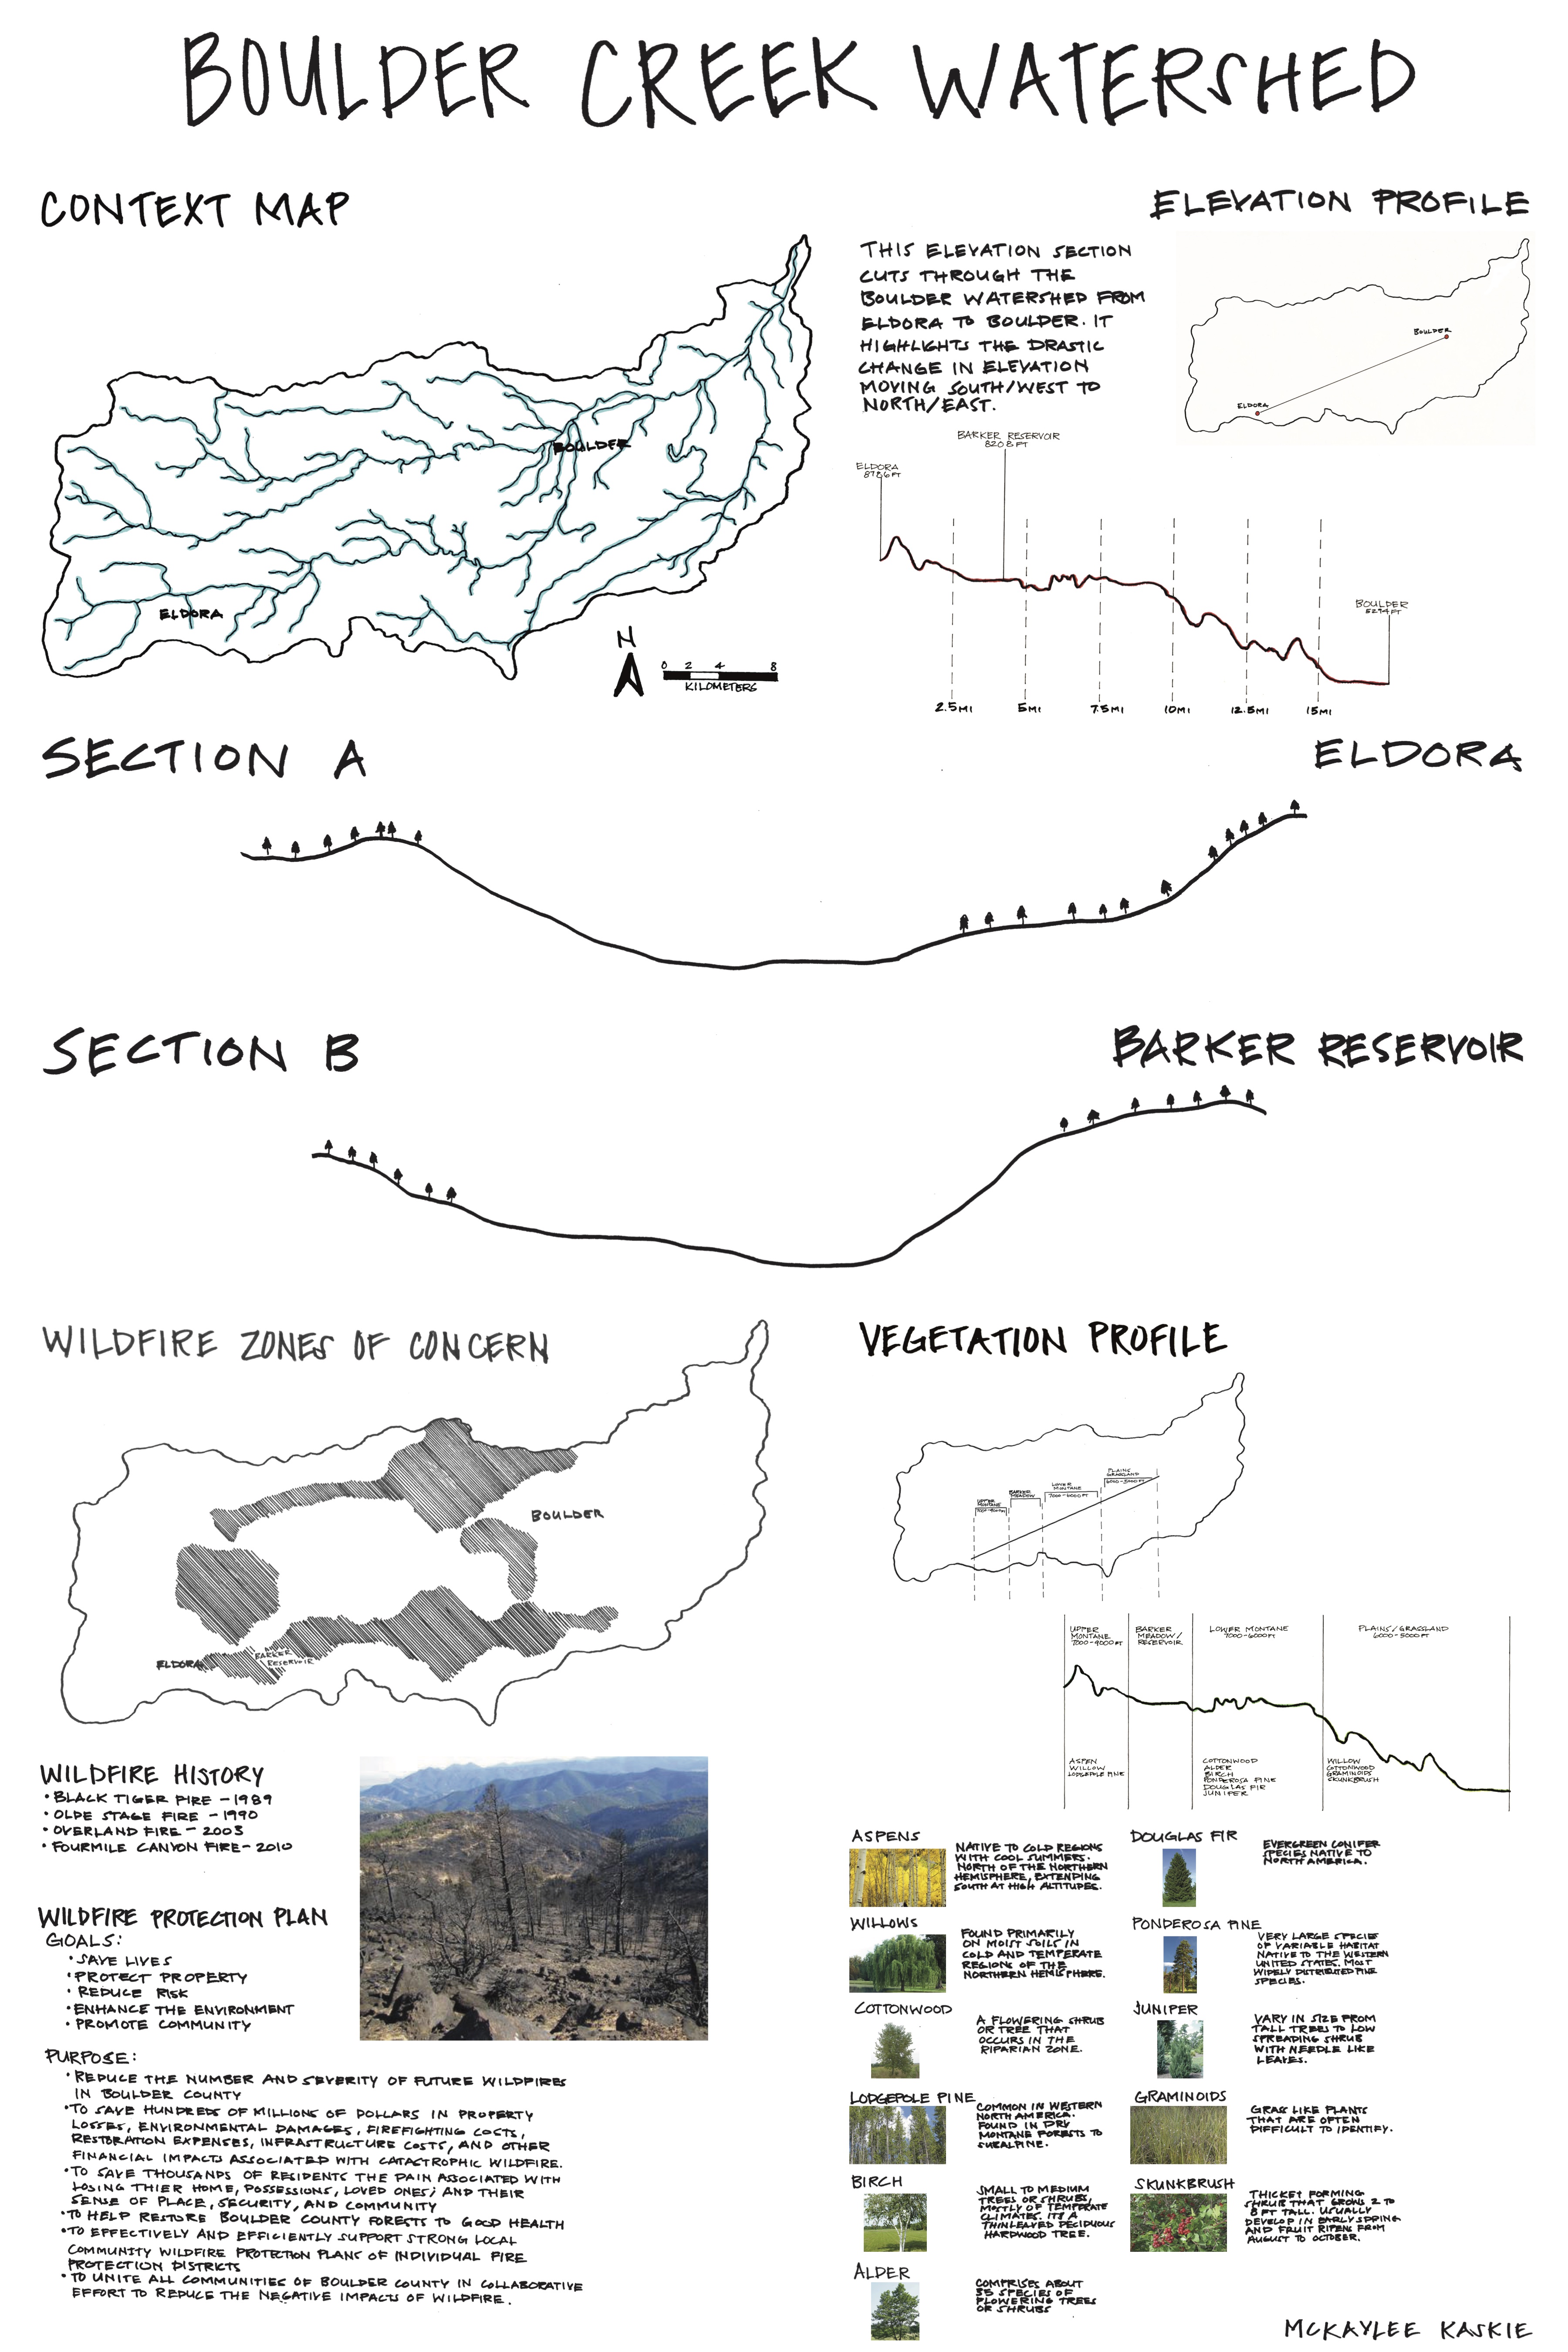 BOULDER CREEK WATERSHED
CONTEXT MAP
BOULDER
ELDORA
N
0 2 4 8
KILOMETERS
ELEVATION PROFILE
THIS ELEVATION SECTION
CUTS THROUGH THE
BOULDER WATERSHED FROM
ELDORA TO BOULDER. IT
HIGHLIGHTS THE DRASTIC
CHANGE IN ELEVATION
MOVING SOUTH/WEST TO
NORTH/EAST.
BOULDER
ELDORA
BARKER RESERVOIR
8208 FT
ELDORA
BOULDER
2.5MI 5MI 7.5MI 10MI 12.5MI 15MI
SECTION A
ELDORA
SECTION B
BARKER RESERVOIR
WILDFIRE ZONES OF CONCERN
BOULDER
ELDORA
BARKER
RESERVOIR
WILDFIRE HISTORY
• BLACK TIGER FIRE - 1989
• OLDE STAGE FIRE - 1990
• OVERLAND FIRE - 2003
• FOURMILE CANYON FIRE - 2010
WILDFIRE PROTECTION PLAN
GOALS:
• SAVE LIVES
• PROTECT PROPERTY
• REDUCE RISK
• ENHANCE THE ENVIRONMENT
• PROMOTE COMMUNITY
PURPOSE:
• REDUCE THE NUMBER AND SEVERITY OF FUTURE WILDFIRES
IN BOULDER COUNTY
• TO SAVE HUNDREDS OF MILLIONS OF DOLLARS IN PROPERTY
LOSSES, ENVIRONMENTAL DAMAGES, FIREFIGHTING COSTS,
RESTORATION EXPENSES, INFRASTRUCTURE COSTS, AND OTHER
FINANCIAL IMPACTS ASSOCIATED WITH CATASTROPHIC WILDFIRE.
• TO SAVE THOUSANDS OF RESIDENTS THE PAIN ASSOCIATED WITH
LOSING THIER HOME, POSSESSIONS, LOVED ONES; AND THEIR
SENSE OF PLACE, SECURITY, AND COMMUNITY
• TO HELP RESTORE BOULDER COUNTY FORESTS TO GOOD HEALTH
• TO EFFECTIVELY AND EFFICIENTLY SUPPORT STRONG LOCAL
COMMUNITY WILDFIRE PROTECTION PLANS OF INDIVIDUAL FIRE
PROTECTION DISTRICTS
• TO UNITE ALL COMMUNITIES OF BOULDER COUNTY IN COLLABORATIVE
EFFORT TO REDUCE THE NEGATIVE IMPACTS OF WILDFIRE.
VEGETATION PROFILE
PLAINS
GRASSLAND
6000-5000 FT
LOWER
MONTANE
7000-6000 FT
BARKER
MEADOW
UPPER
MONTANE
UPPER
MONTANE
7000-9000 FT
BARKER
MEADOW/
RESERVOIR
LOWER MONTANE
7000-6000 FT
PLAINS/GRASSLAND
6000-5000 FT
ASPEN
WILLOW
LODGEPOLE PINE
COTTONWOOD
ALDER
BIRCH
PONDEROSA PINE
DOUGLAS FIR
JUNIPER
WILLOW
COTTONWOOD
GRAMINOIDS
SKUNKBRUSH
ASPENS
NATIVE TO COLD REGIONS
WITH COOL SUMMERS.
NORTH OF THE NORTHERN
HEMISPHERE, EXTENDING
SOUTH AT HIGH ALTITUDES.
WILLOWS
FOUND PRIMARILY
ON MOIST SOILS IN
COLD AND TEMPERATE
REGIONS OF THE
NORTHERN HEMISPHERE.
COTTONWOOD
A FLOWERING SHRUB
OR TREE THAT
OCCURS IN THE
RIPARIAN ZONE.
LODGEPOLE PINE
COMMON IN WESTERN
NORTH AMERICA.
FOUND IN DRY
MONTANE FORESTS TO
SUBALPINE.
BIRCH
SMALL TO MEDIUM
TREES OR SHRUBS,
MOSTLY OF TEMPERATE
CLIMATES. IT'S A
THINLEAVED DECIDUOUS
HARDWOOD TREE.
ALDER
COMPRISES ABOUT
35 SPECIES OF
FLOWERING TREES
OR SHRUBS
DOUGLAS FIR
EVERGREEN CONIFER
SPECIES NATIVE TO
NORTH AMERICA.
PONDEROSA PINE
VERY LARGE SPECIES
OF VARIABLE HABITAT
NATIVE TO THE WESTERN
UNITED STATES. MOST
WIDELY DISTRIBUTED PINE
SPECIES.
JUNIPER
VARY IN SIZE FROM
TALL TREES TO LOW
SPREADING SHRUB
WITH NEEDLE LIKE
LEAVES.
GRAMINOIDS
GRASS LIKE PLANTS
THAT ARE OFTEN
DIFFICULT TO IDENTIFY.
SKUNKBRUSH
THICKET FORMING
SHRUB THAT GROWS 2 TO
8 FT TALL. USUALLY
DEVELOP IN EARLY SPRING
AND FRUIT RIPENS FROM
AUGUST TO OCTOBER.
MCKAYLEE KASKIE